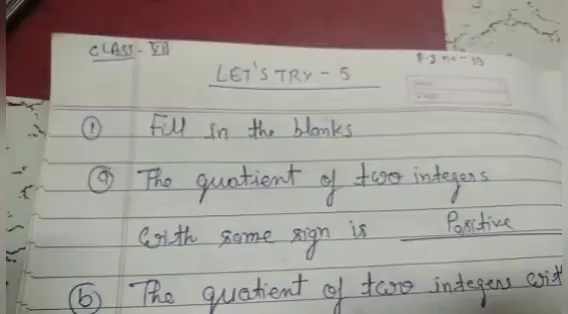 CLASS - VII
LET'S TRY - 5
① Fill in the blanks
ⓐ The quotient of two integers
with same sign is Positive
ⓑ The quotient of two integers wit